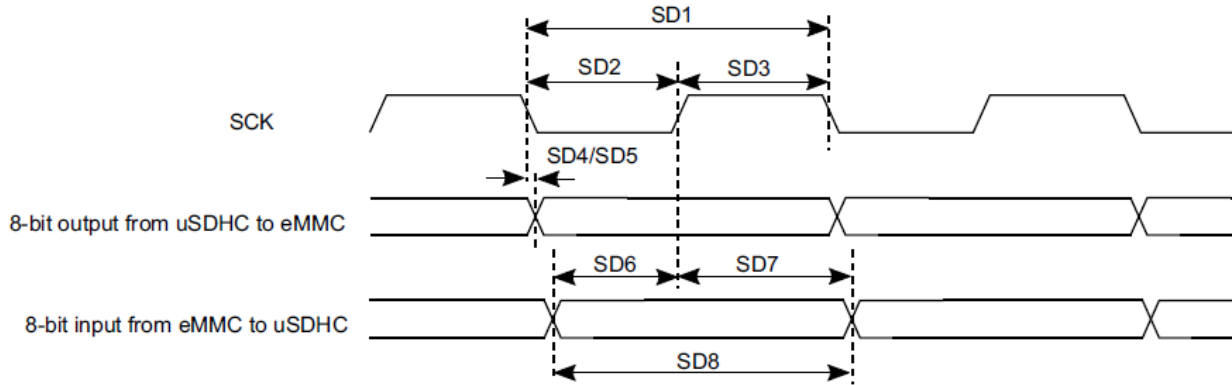 SD1
SD2
SD3
SCK
SD4/SD5
8-bit output from uSDHC to eMMC
SD6
SD7
8-bit input from eMMC to uSDHC
SD8